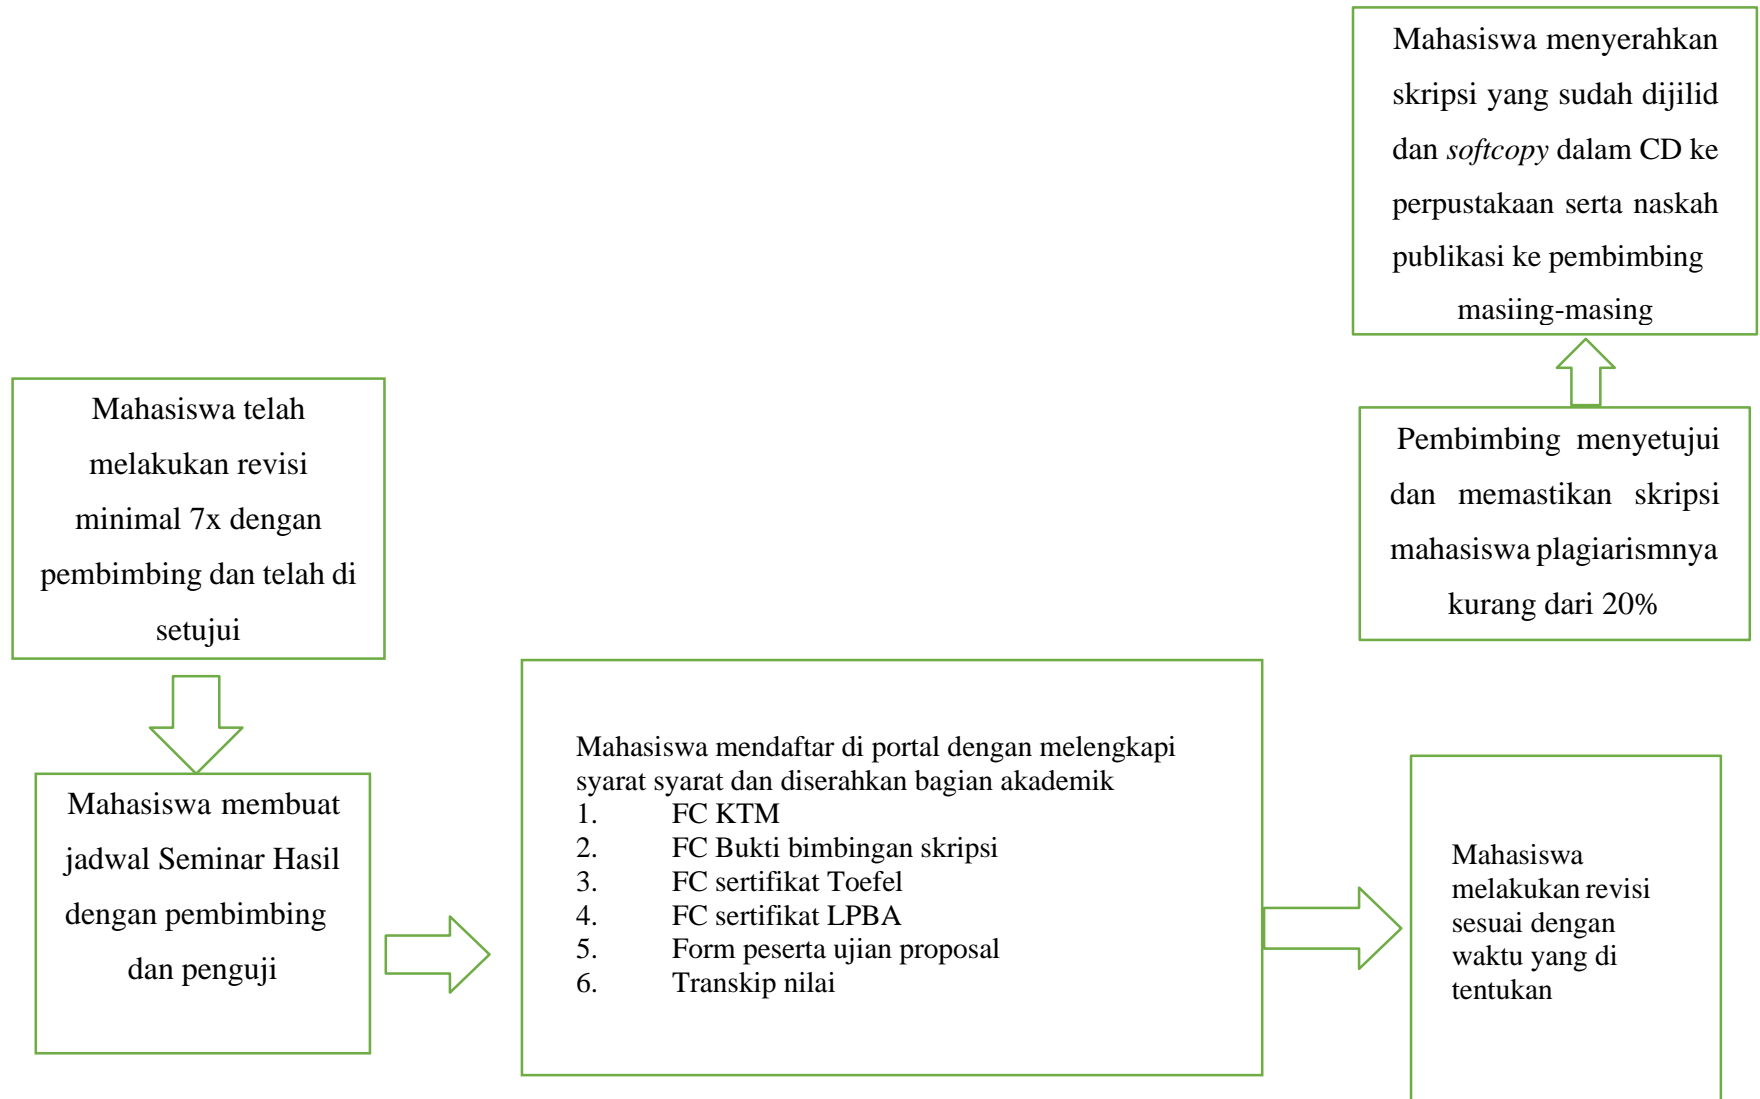 Mahasiswa menyerahkan
skripsi yang sudah dijilid
dan softcopy dalam CD ke
perpustakaan serta naskah
publikasi ke pembimbing
masiing-masing
Mahasiswa telah
melakukan revisi
minimal 7x dengan
pembimbing dan telah di
setujui
Pembimbing menyetujui
dan memastikan skripsi
mahasiswa plagiarismnya
kurang dari 20%
Mahasiswa membuat
jadwal Seminar Hasil
dengan pembimbing
dan penguji
Mahasiswa mendaftar di portal dengan melengkapi
syarat syarat dan diserahkan bagian akademik
1. FC KTM
2. FC Bukti bimbingan skripsi
3. FC sertifikat Toefel
4. FC sertifikat LPBA
5. Form peserta ujian proposal
6. Transkip nilai
Mahasiswa
melakukan revisi
sesuai dengan
waktu yang di
tentukan